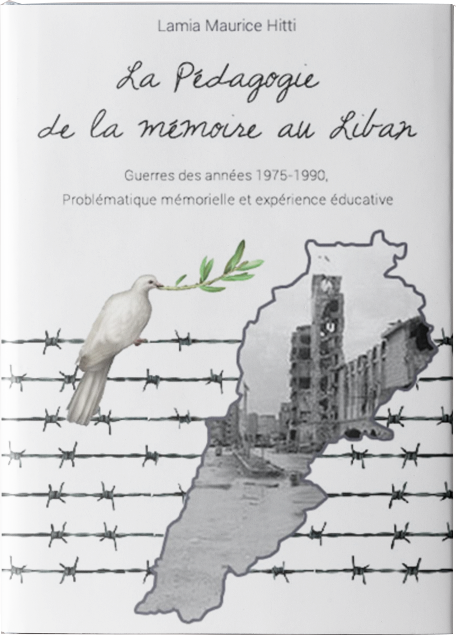 Lamia Maurice Hitti
La Pédagogie
de la mémoire au Liban
Guerres des années 1975-1990,
Problématique mémorielle et expérience éducative